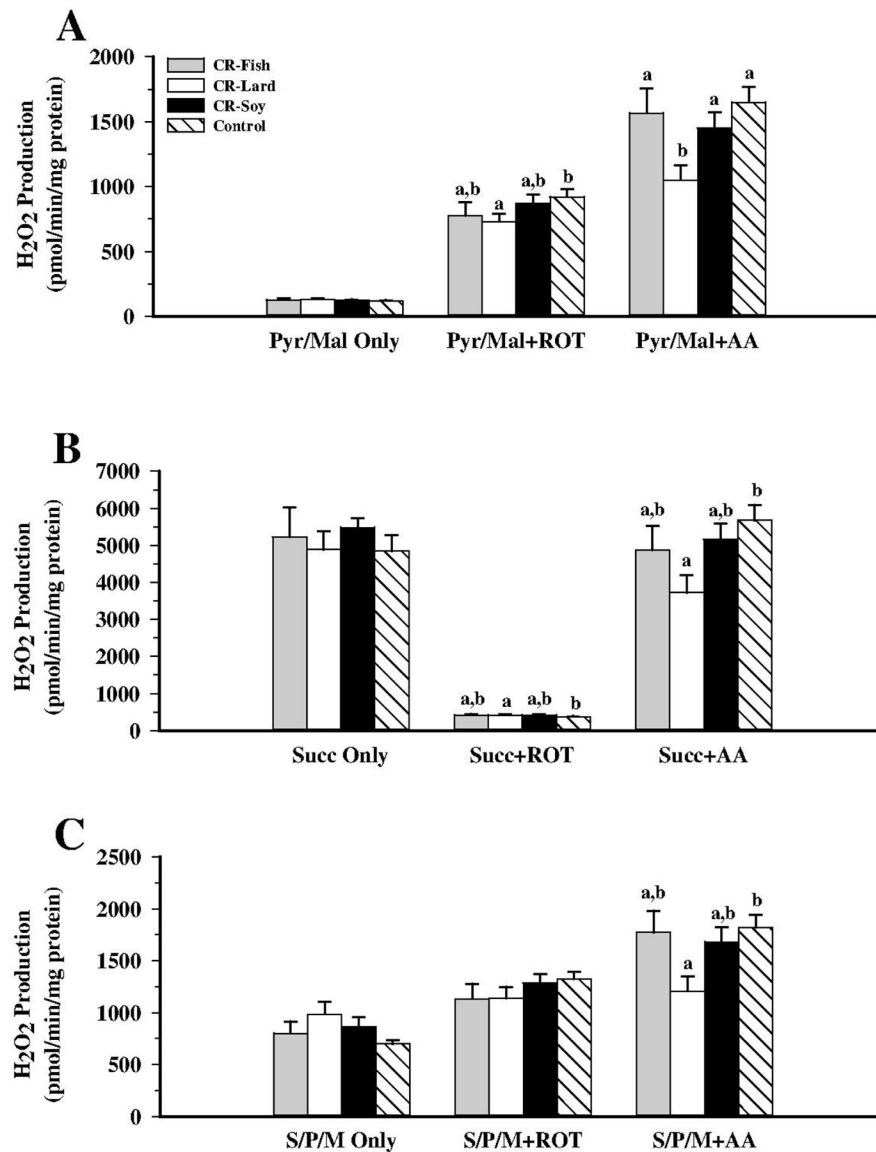 A
H2O2 Production
(pmol/min/mg protein)
2000
1500
1000
500
0
CR-Fish
CR-Lard
CR-Soy
Control
a,b
a
a,b
b
a
b
a
a
Pyr/Mal Only
Pyr/Mal+ROT
Pyr/Mal+AA
B
H2O2 Production
(pmol/min/mg protein)
7000
6000
5000
4000
3000
2000
1000
0
a,b
a
a,b
b
a,b
a
a,b
b
Succ Only
Succ+ROT
Succ+AA
C
H2O2 Production
(pmol/min/mg protein)
2500
2000
1500
1000
500
0
a,b
a
a,b
b
S/P/M Only
S/P/M+ROT
S/P/M+AA